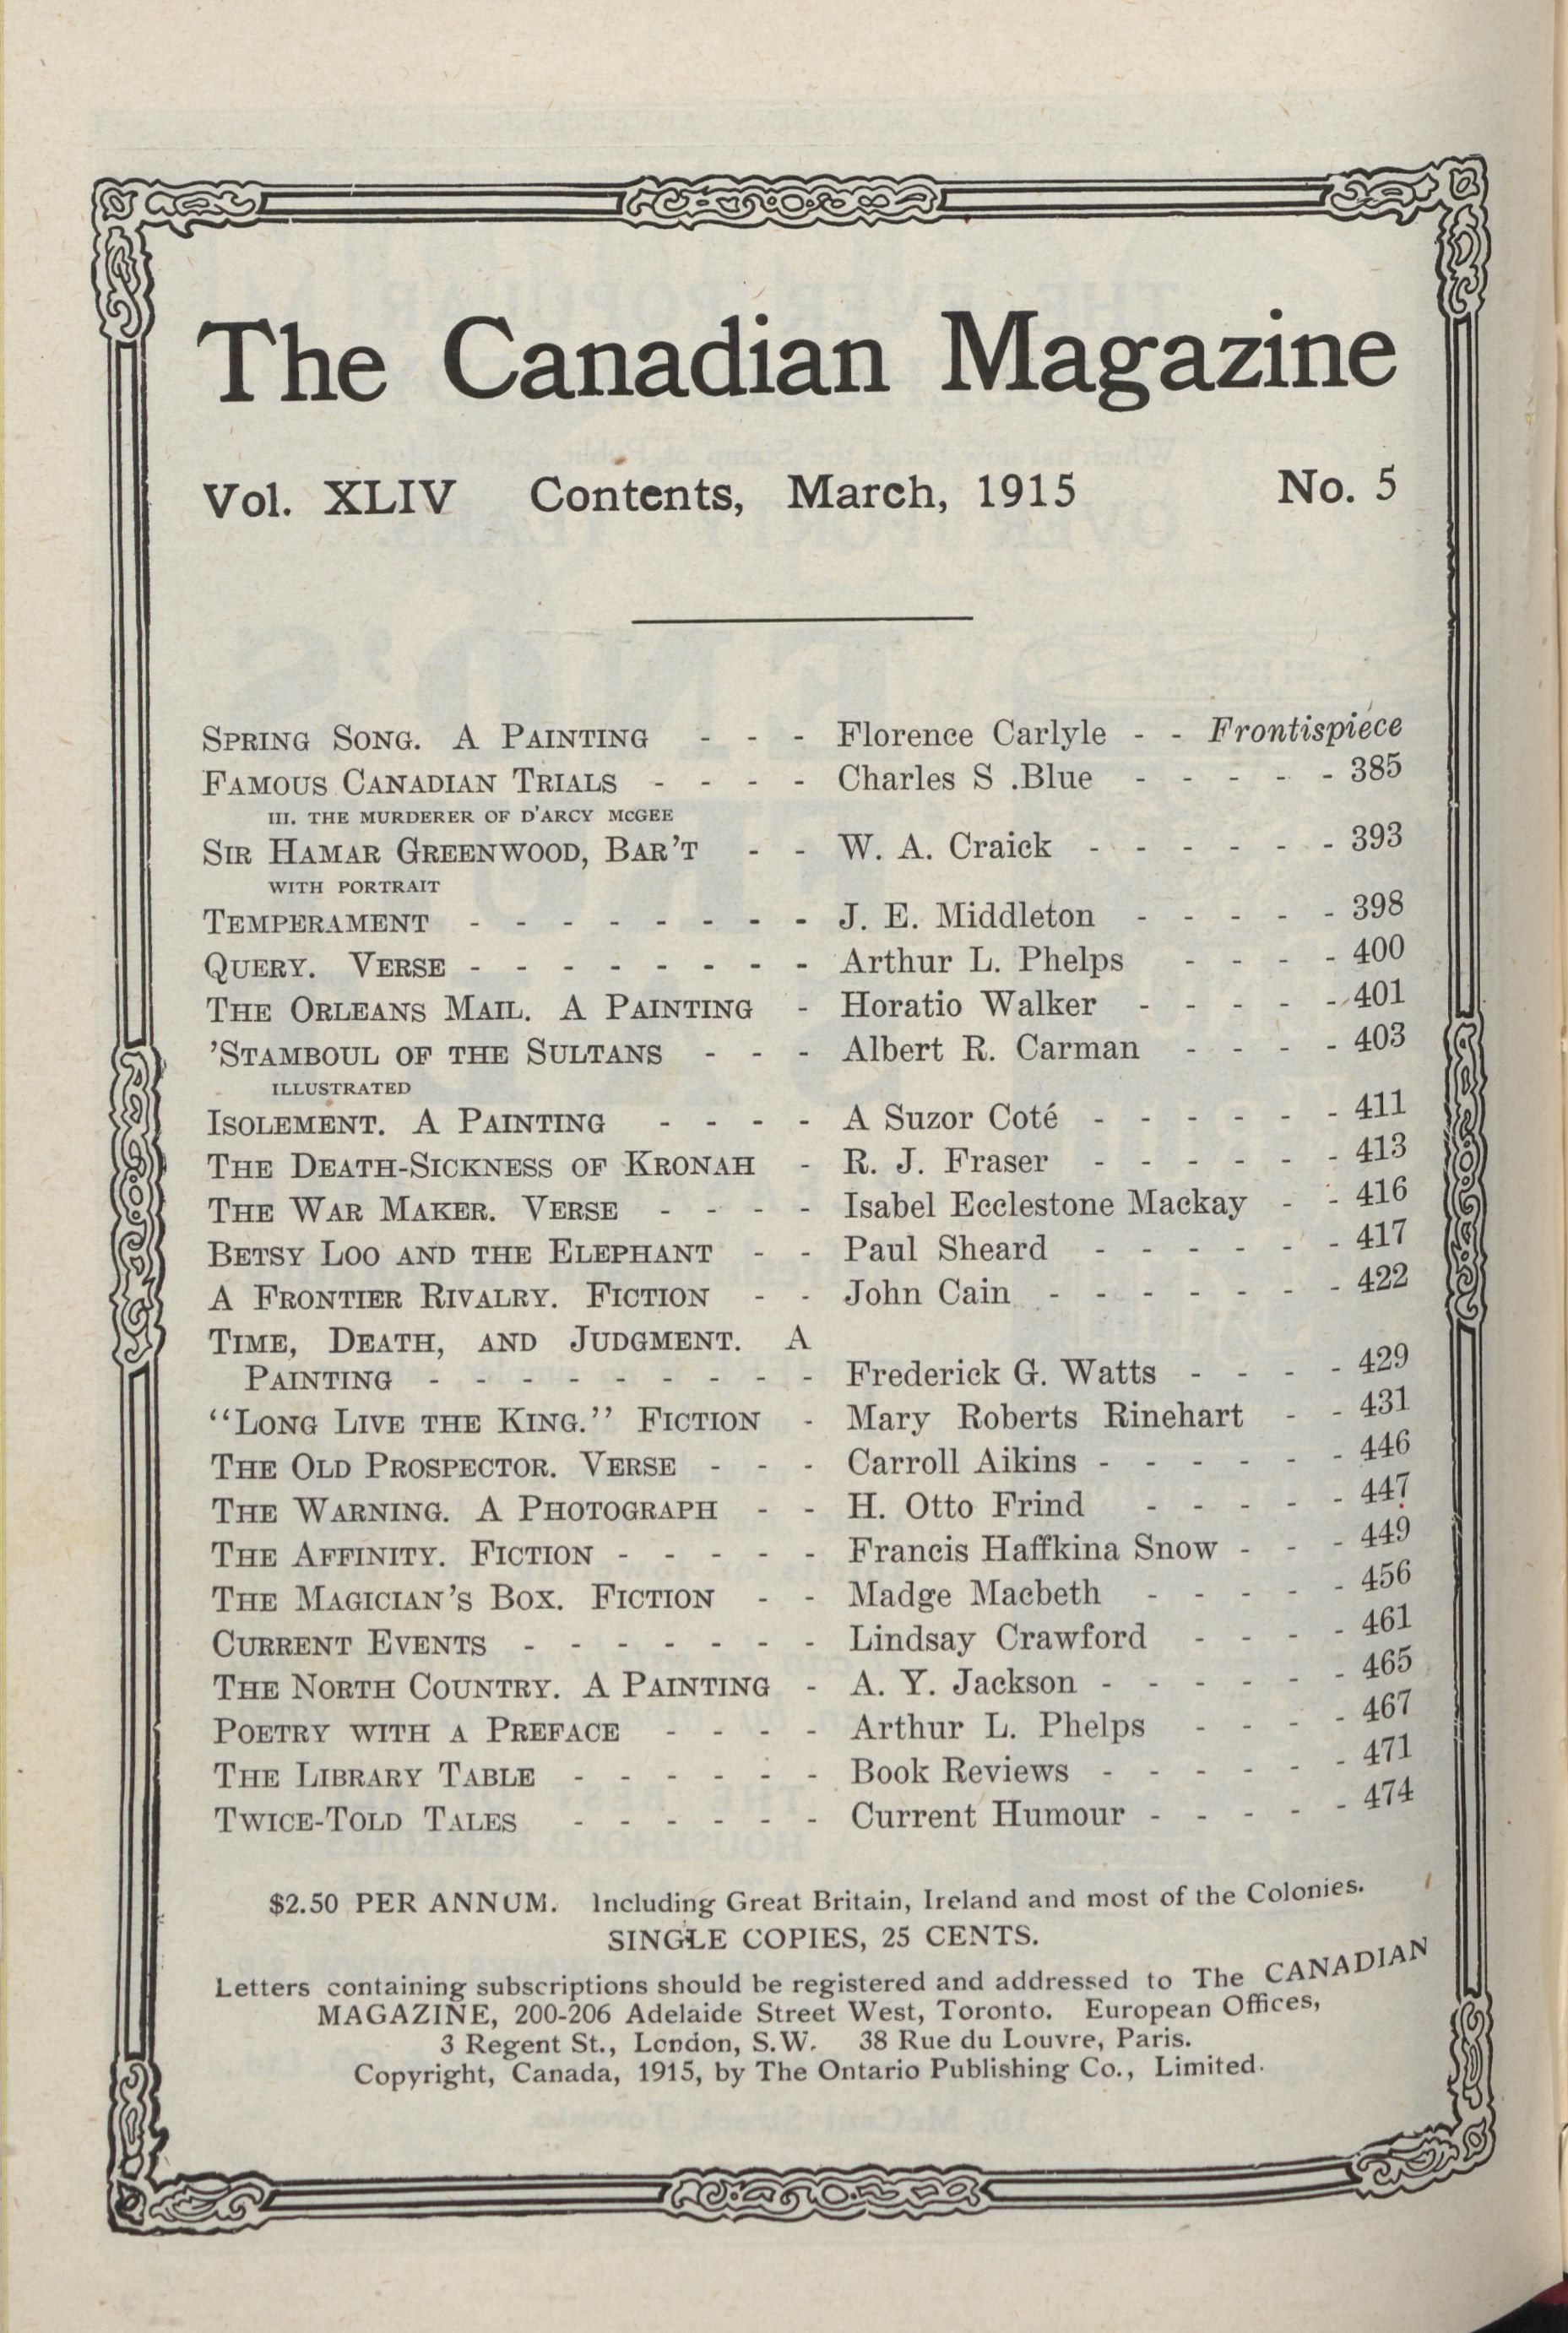 The Canadian Magazine
Vol. XLIV Contents, March, 1915 No. 5
SPRING SONG. A PAINTING - - - Florence Carlyle - - Frontispiece
FAMOUS CANADIAN TRIALS - - - - Charles S .Blue - - - - - 385
III. THE MURDERER OF D'ARCY MCGEE
SIR HAMAR GREENWOOD, BAR'T - - W. A. Craick - - - - - - 393
WITH PORTRAIT
TEMPERAMENT - - - - - - - - J. E. Middleton - - - - - 398
QUERY. VERSE - - - - - - - - Arthur L. Phelps - - - - 400
THE ORLEANS MAIL. A PAINTING - Horatio Walker - - - - - 401
'STAMBOUL OF THE SULTANS - - - Albert R. Carman - - - - 403
ILLUSTRATED
ISOLEMENT. A PAINTING - - - - A Suzor Coté - - - - - - 411
THE DEATH-SICKNESS OF KRONAH - R. J. Fraser - - - - - - 413
THE WAR MAKER. VERSE - - - - Isabel Ecclestone Mackay - - 416
BETSY LOO AND THE ELEPHANT - - Paul Sheard - - - - - - 417
A FRONTIER RIVALRY. FICTION - - John Cain - - - - - - - 422
TIME, DEATH, AND JUDGMENT. A
PAINTING - - - - - - - - - Frederick G. Watts - - - - 429
"LONG LIVE THE KING." FICTION - Mary Roberts Rinehart - - 431
THE OLD PROSPECTOR. VERSE - - - Carroll Aikins - - - - - - 446
THE WARNING. A PHOTOGRAPH - - H. Otto Frind - - - - - 447
THE AFFINITY. FICTION - - - - - Francis Haffkina Snow - - - 449
THE MAGICIAN'S BOX. FICTION - - Madge Macbeth - - - - - 456
CURRENT EVENTS - - - - - - - Lindsay Crawford - - - - 461
THE NORTH COUNTRY. A PAINTING - A. Y. Jackson - - - - - - 465
POETRY WITH A PREFACE - - - - Arthur L. Phelps - - - - 467
THE LIBRARY TABLE - - - - - - Book Reviews - - - - - - 471
TWICE-TOLD TALES - - - - - - Current Humour - - - - - 474
$2.50 PER ANNUM. Including Great Britain, Ireland and most of the Colonies.
SINGLE COPIES, 25 CENTS.
Letters containing subscriptions should be registered and addressed to The CANADIAN
MAGAZINE, 200-206 Adelaide Street West, Toronto. European Offices,
3 Regent St., London, S.W. 38 Rue du Louvre, Paris.
Copyright, Canada, 1915, by The Ontario Publishing Co., Limited.